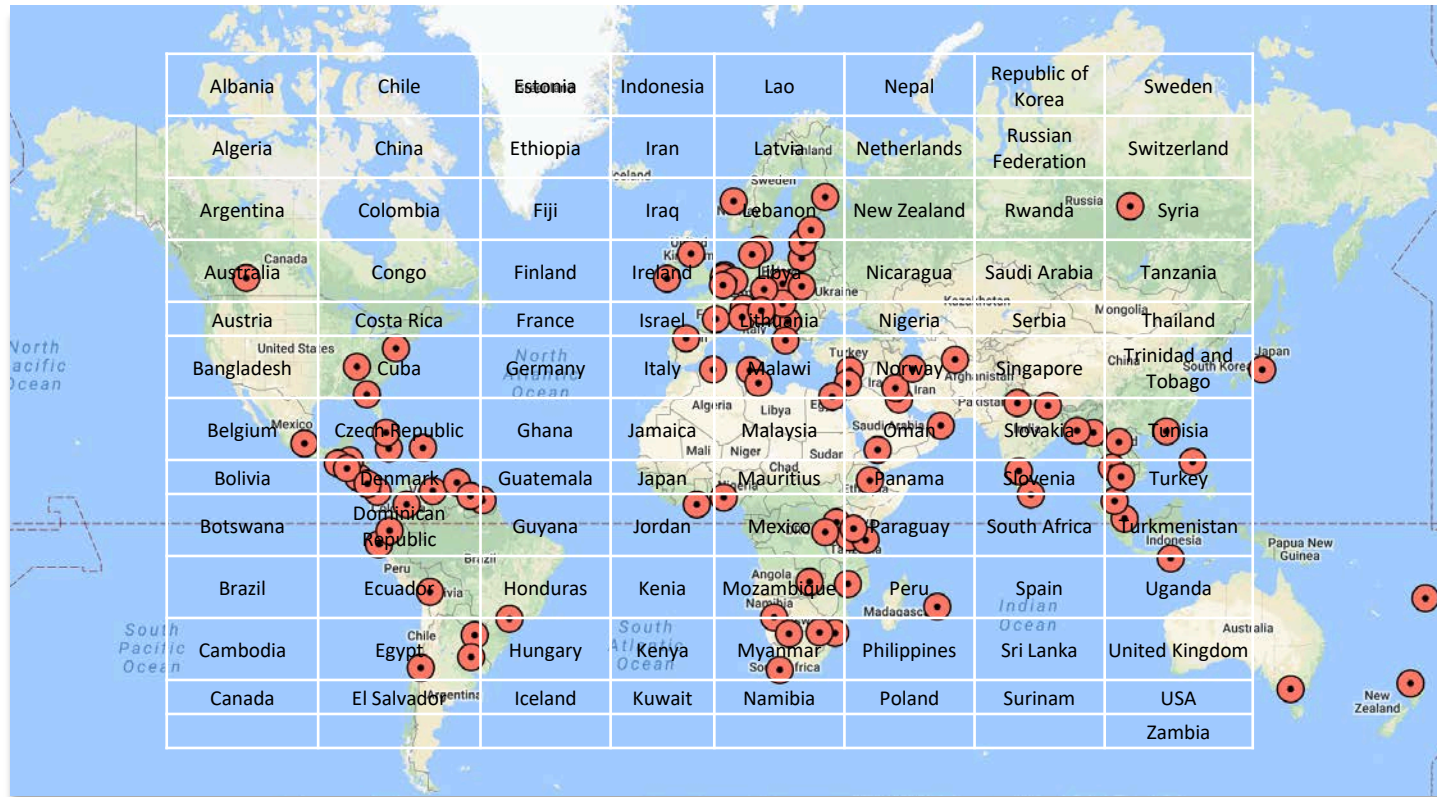 Albania Chile Estonia Indonesia Lao Nepal Republic of Korea Sweden
Algeria China Ethiopia Iran Latvia Netherlands Russian Federation Switzerland
Argentina Colombia Fiji Iraq Lebanon New Zealand Rwanda Syria
Australia Congo Finland Ireland Libya Nicaragua Saudi Arabia Tanzania
Austria Costa Rica France Israel Lithuania Nigeria Serbia Thailand
Bangladesh Cuba Germany Italy Malawi Norway Singapore Trinidad and Tobago
Belgium Czech Republic Ghana Jamaica Malaysia Oman Slovakia Tunisia
Bolivia Denmark Guatemala Japan Mauritius Panama Slovenia Turkey
Botswana Dominican Republic Guyana Jordan Mexico Paraguay South Africa Turkmenistan
Brazil Ecuador Honduras Kenia Mozambique Peru Spain Uganda
Cambodia Egypt Hungary Kenya Myanmar Philippines Sri Lanka United Kingdom
Canada El Salvador Iceland Kuwait Namibia Poland Surinam USA
Zambia
Sweden
Russia
Canada
Ukraine
Kazakhstan
Mongolia
North
Pacific
Ocean
United States
North
Atlantic
Ocean
Turkey
Iran
Afghanistan
China
Japan
South Korea
Mexico
Algeria
Libya
Saudi Arabia
Pakistan
India
Mali
Niger
Sudan
Chad
Tanzania
Indonesia
Papua New
Guinea
Peru
Brazil
Angola
Namibia
Madagascar
South
Pacific
Ocean
Chile
Argentina
South
Atlantic
Ocean
South Africa
Indian
Ocean
Australia
New
Zealand